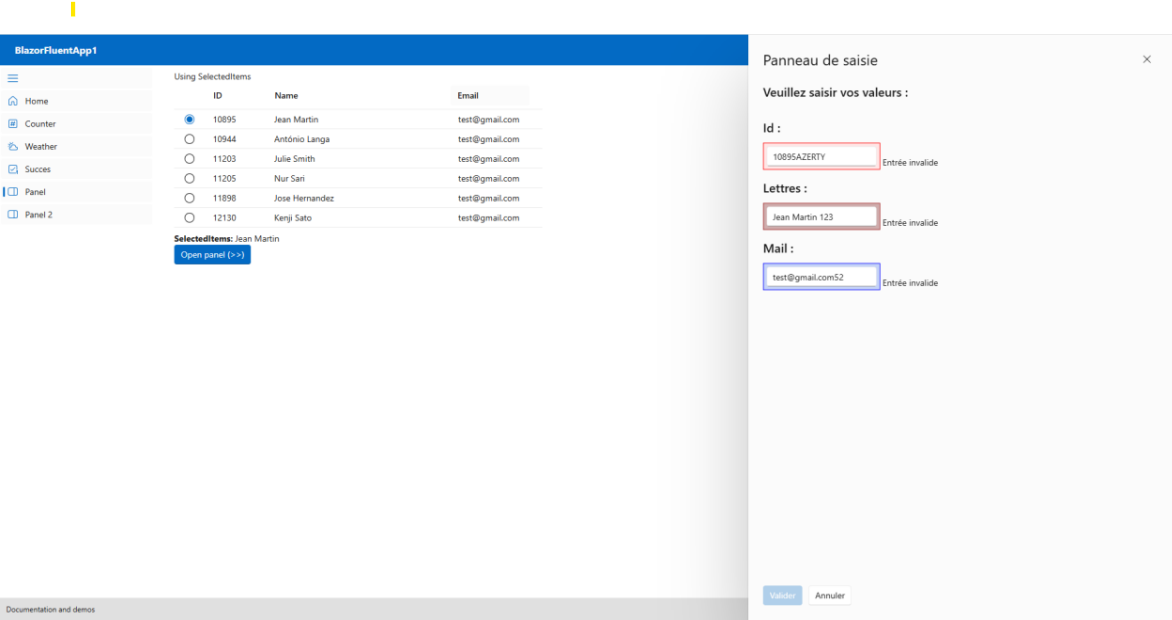 BlazorFluentApp1
Home
Counter
Weather
Succes
Panel
Panel 2
Using SelectedItems
ID Name Email
10895 Jean Martin test@gmail.com
10944 António Langa test@gmail.com
11203 Julie Smith test@gmail.com
11205 Nur Sari test@gmail.com
11898 Jose Hernandez test@gmail.com
12130 Kenji Sato test@gmail.com
SelectedItems: Jean Martin
Open panel (>>)
Documentation and demos
Panneau de saisie
Veuillez saisir vos valeurs :
Id :
10895AZERTY Entrée invalide
Lettres :
Jean Martin 123 Entrée invalide
Mail :
test@gmail.com52 Entrée invalide
Valider Annuler